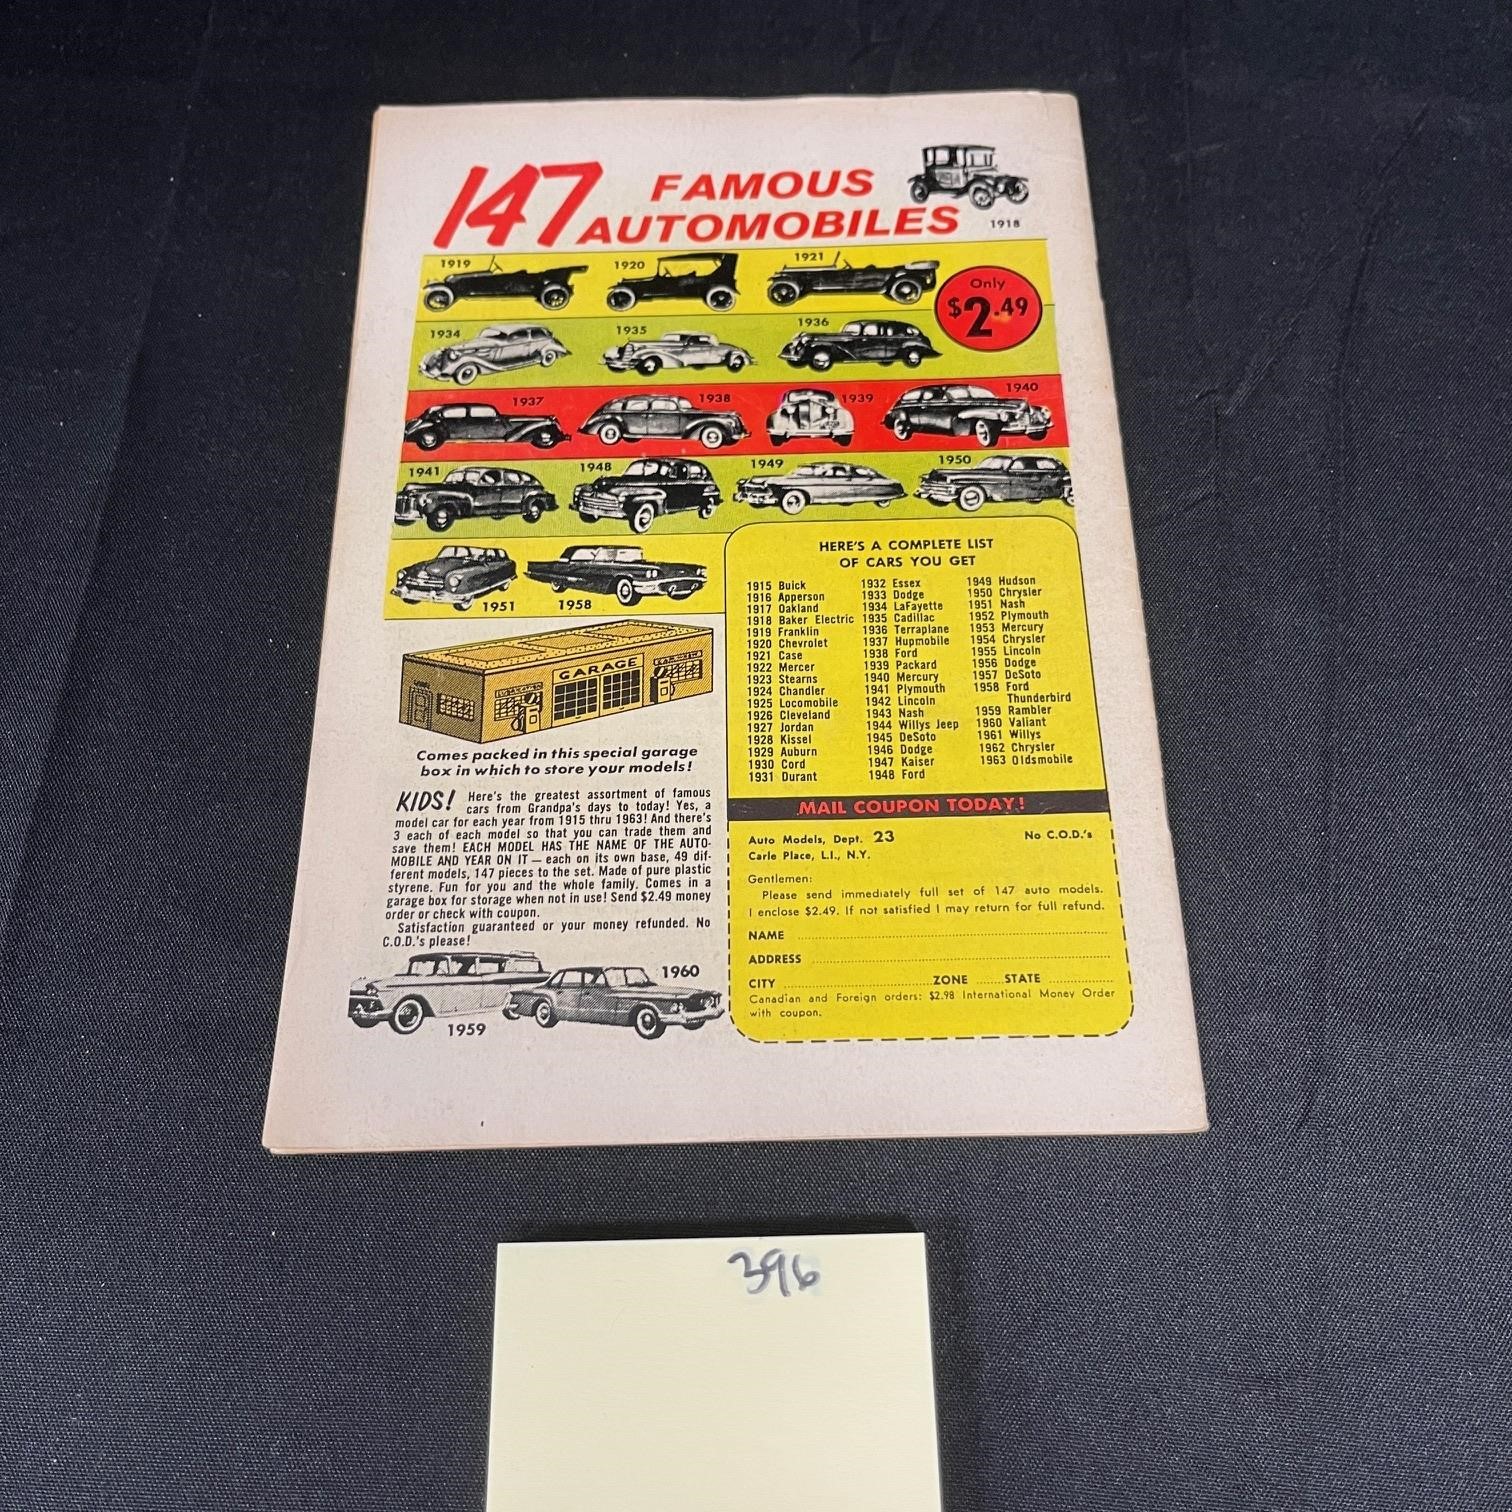 147 FAMOUS
AUTOMOBILES
1918
1919
1920
1921
Only
$2.49
1934
1935
1936
1937
1938
1939
1940
1941
1948
1949
1950
1951
1958
GARAGE
Comes packed in this special garage
box in which to store your models!
KIDS! Here's the greatest assortment of famous
cars from Grandpa's days to today! Yes, a
model car for each year from 1915 thru 1963! And there's
3 each of each model so that you can trade them and
save them! EACH MODEL HAS THE NAME OF THE AUTO-
MOBILE AND YEAR ON IT — each on its own base, 49 dif-
ferent models, 147 pieces to the set. Made of pure plastic
styrene. Fun for you and the whole family. Comes in a
garage box for storage when not in use! Send $2.49 money
order or check with coupon.
Satisfaction guaranteed or your money refunded. No
C.O.D.'s please!
1959
1960
HERE'S A COMPLETE LIST
OF CARS YOU GET
1915 Buick
1916 Apperson
1917 Oakland
1918 Baker Electric
1919 Franklin
1920 Chevrolet
1921 Case
1922 Mercer
1923 Stearns
1924 Chandler
1925 Locomobile
1926 Cleveland
1927 Jordan
1928 Kissel
1929 Auburn
1930 Cord
1931 Durant
1932 Essex
1933 Dodge
1934 LaFayette
1935 Cadillac
1936 Terraplane
1937 Hupmobile
1938 Ford
1939 Packard
1940 Mercury
1941 Plymouth
1942 Lincoln
1943 Nash
1944 Willys Jeep
1945 DeSoto
1946 Dodge
1947 Kaiser
1948 Ford
1949 Hudson
1950 Chrysler
1951 Nash
1952 Plymouth
1953 Mercury
1954 Chrysler
1955 Lincoln
1956 Dodge
1957 DeSoto
1958 Ford
Thunderbird
1959 Rambler
1960 Valiant
1961 Willys
1962 Chrysler
1963 Oldsmobile
MAIL COUPON TODAY!
Auto Models, Dept. 23 No C.O.D.'s
Carle Place, L.I., N.Y.
Gentlemen:
Please send immediately full set of 147 auto models.
I enclose $2.49. If not satisfied I may return for full refund.
NAME
ADDRESS
CITY ZONE STATE
Canadian and Foreign orders: $2.98 International Money Order
with coupon.
396